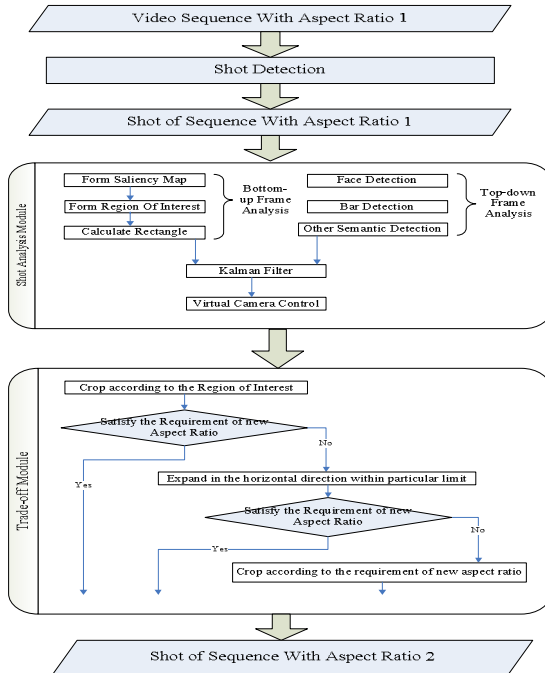 Video Sequence With Aspect Ratio 1
Shot Detection
Shot of Sequence With Aspect Ratio 1
Shot Analysis Module
Form Saliency Map
Form Region Of Interest
Calculate Rectangle
Bottom-
up Frame
Analysis
Face Detection
Bar Detection
Other Semantic Detection
Top-down
Frame
Analysis
Kalman Filter
Virtual Camera Control
Trade-off Module
Crop according to the Region of Interest
Satisfy the Requirement of new
Aspect Ratio
No
Yes
Expand in the horizontal direction within particular limit
Satisfy the Requirement of new
Aspect Ratio
No
Yes
Crop according to the requirement of new aspect ratio
Shot of Sequence With Aspect Ratio 2